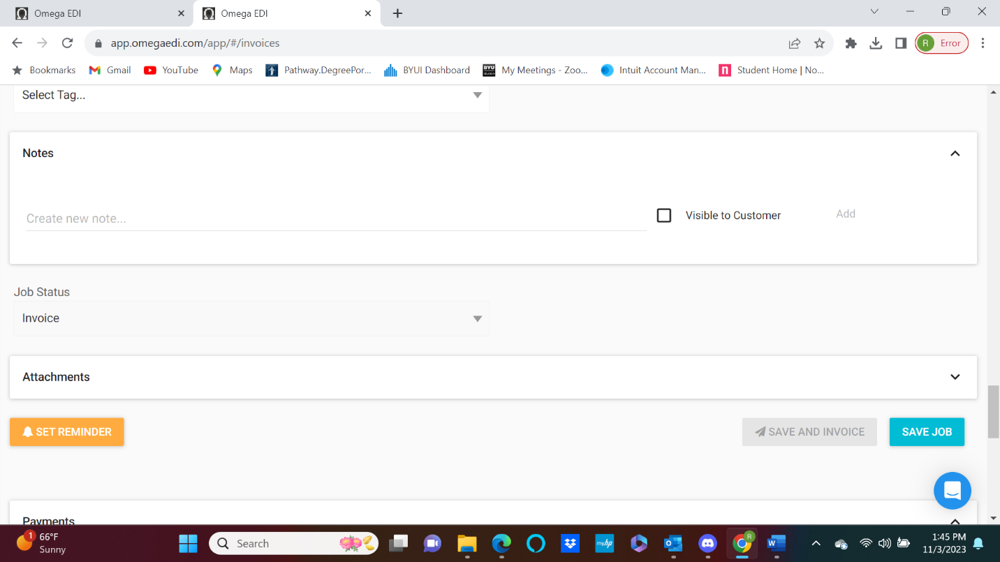 Omega EDI
Omega EDI
app.omegaedi.com/app/#/invoices
R Error
Bookmarks Gmail YouTube Maps Pathway.DegreePor... BYUI Dashboard BYU IDAHO My Meetings - Zoo... Intuit Account Man... n Student Home | No...
Select Tag...
Notes
Create new note...
Visible to Customer
Add
Job Status
Invoice
Attachments
SET REMINDER
SAVE AND INVOICE
SAVE JOB
Payments
1 66°F
Sunny
Search
myhp
R
W
1:45 PM
11/3/2023